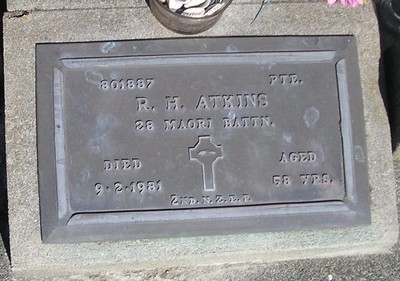 801887 PTE.
R. H. ATKINS
28 MAORI BATTN.
DIED AGED
9·2·1981 58 YRS.
2ND. N.Z.E.F.